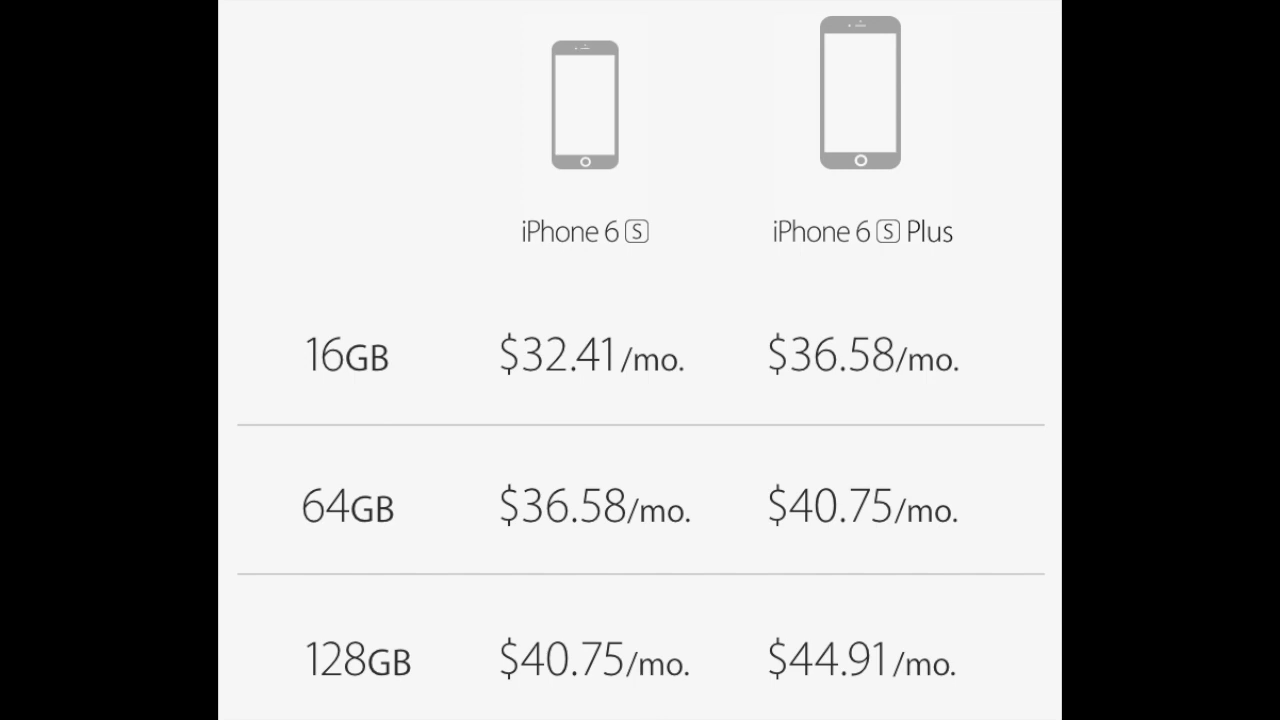 iPhone 6 S iPhone 6 S Plus
16GB $32.41/mo. $36.58/mo.
64GB $36.58/mo. $40.75/mo.
128GB $40.75/mo. $44.91/mo.